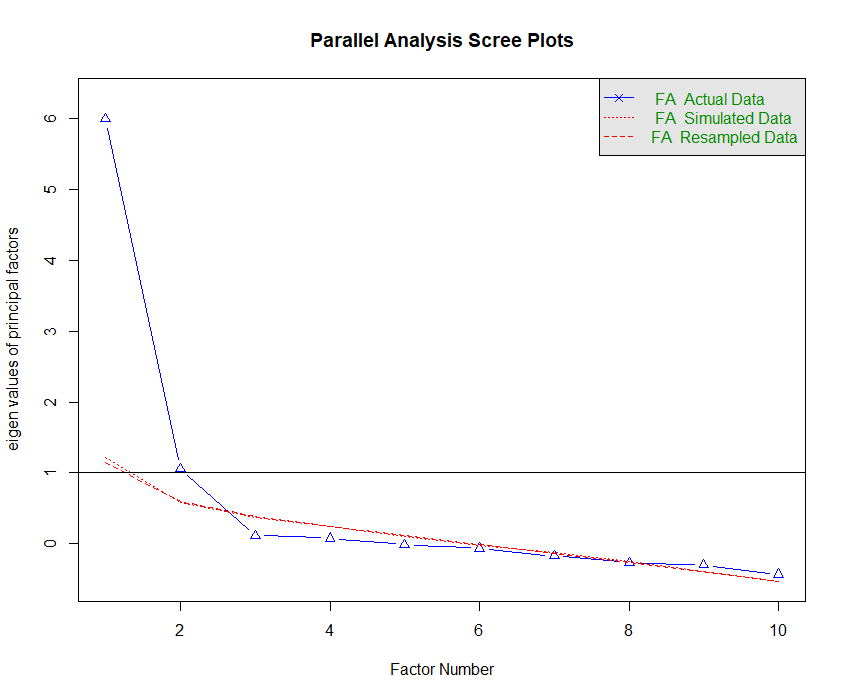 Parallel Analysis Scree Plots
FA Actual Data
FA Simulated Data
FA Resampled Data
eigen values of principal factors
6
5
4
3
2
1
0
2 4 6 8 10
Factor Number